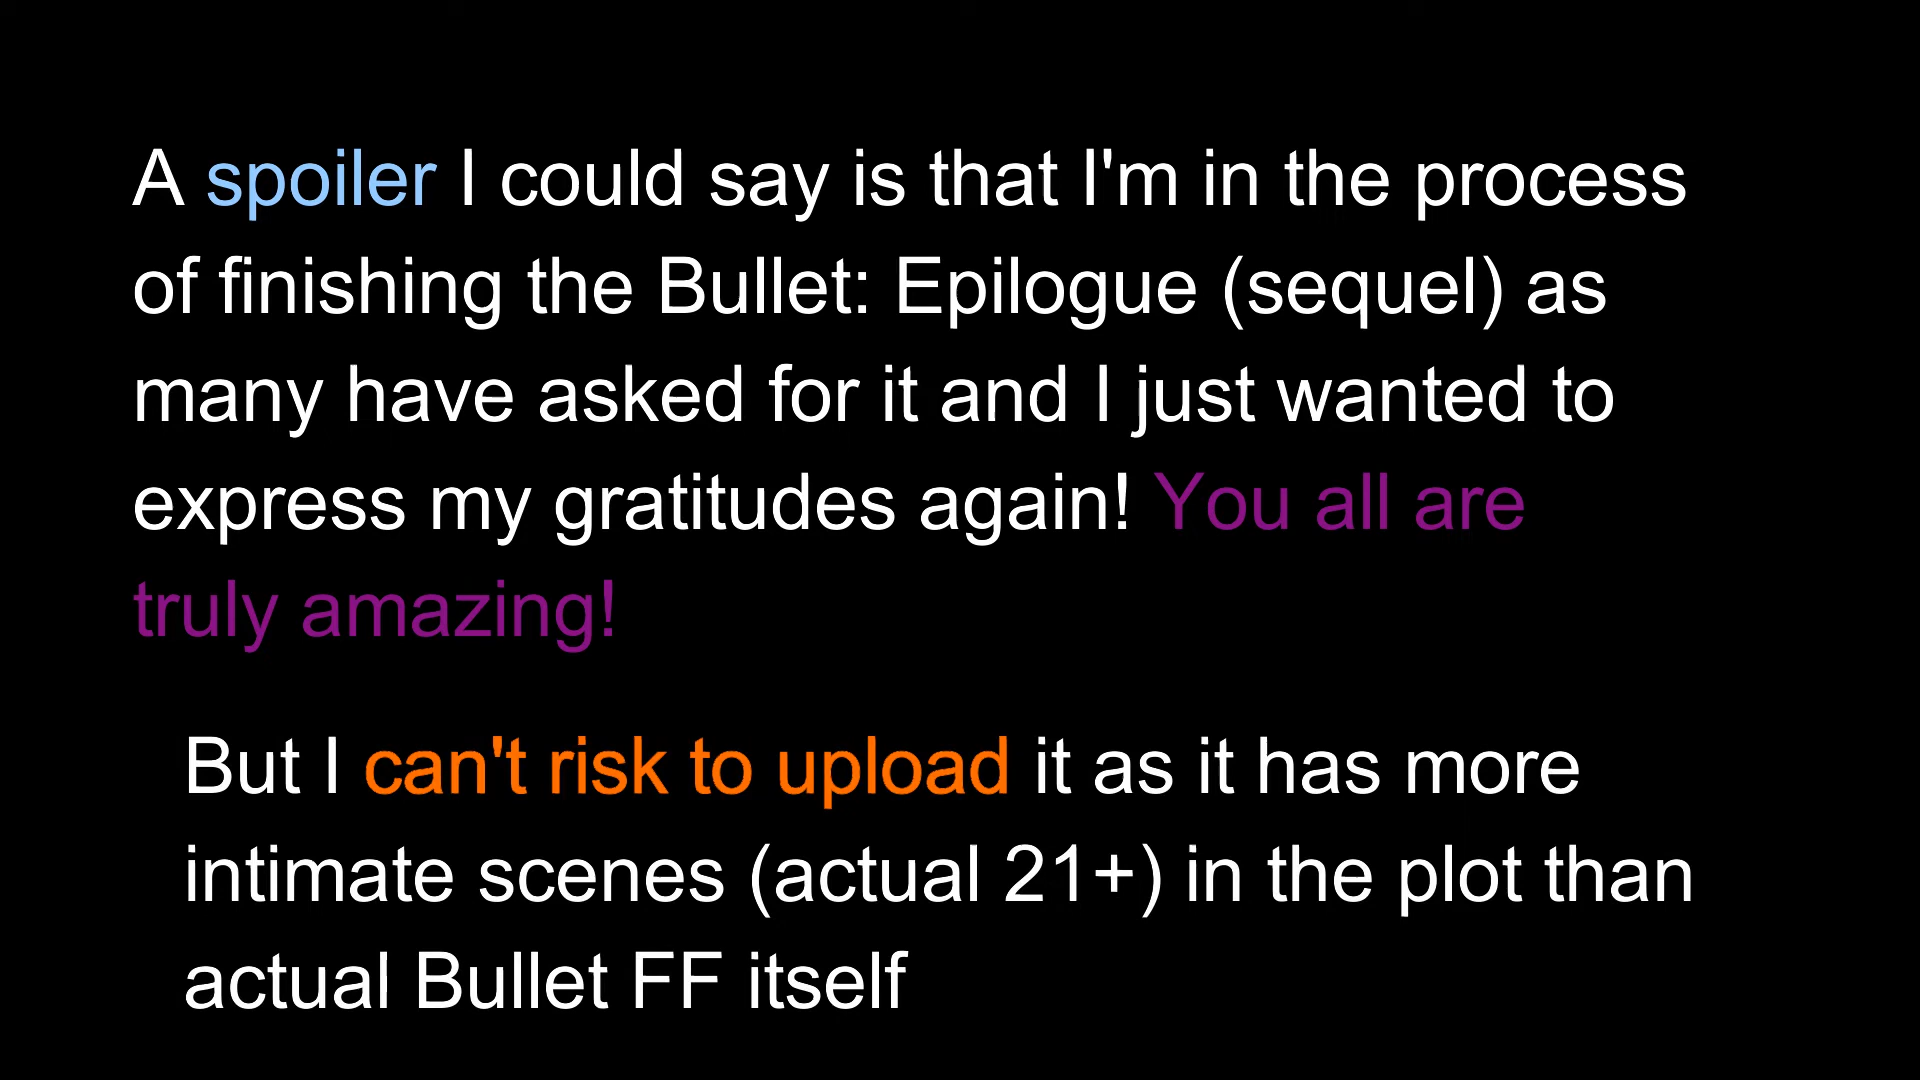 A spoiler I could say is that I'm in the process
of finishing the Bullet: Epilogue (sequel) as
many have asked for it and I just wanted to
express my gratitudes again! You all are
truly amazing!
But I can't risk to upload it as it has more
intimate scenes (actual 21+) in the plot than
actual Bullet FF itself